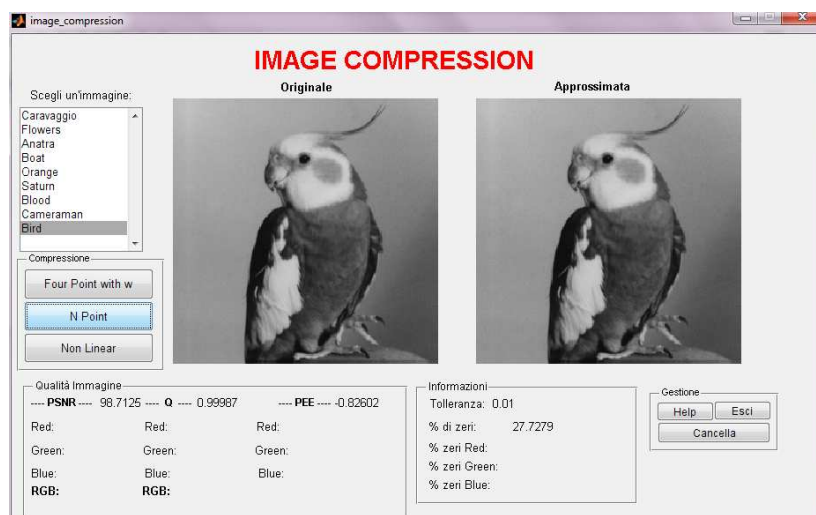 image_compression
IMAGE COMPRESSION
Scegli un'immagine:
Originale
Approssimata
Caravaggio
Flowers
Anatra
Boat
Orange
Saturn
Blood
Cameraman
Bird
Compressione
Four Point with w
N Point
Non Linear
Qualità Immagine
---- PSNR ---- 98.7125 ---- Q ---- 0.99987 ---- PEE ---- -0.82602
Red: Red: Red:
Green: Green: Green:
Blue: Blue: Blue:
RGB: RGB:
Informazioni
Tolleranza: 0.01
% di zeri: 27.7279
% zeri Red:
% zeri Green:
% zeri Blue:
Gestione
Help Esci
Cancella